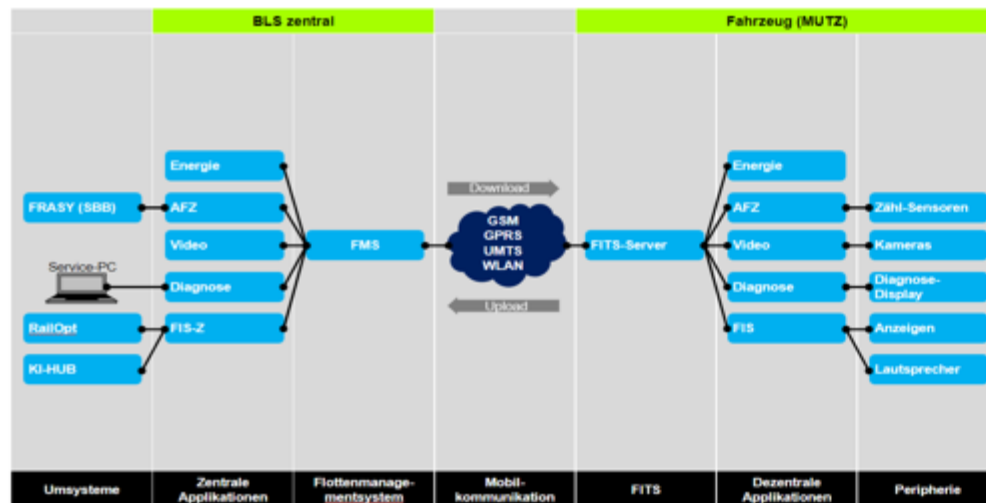 BLS zentral
Fahrzeug (MUTZ)
Energie
Energie
Download
FRASY (SBB)
AFZ
AFZ
Zähl-Sensoren
GSM
GPRS
UMTS
WLAN
Video
FMS
FITS-Server
Video
Kameras
Service-PC
Diagnose
Diagnose
Diagnose-
Display
Upload
RailOpt
FIS-Z
FIS
Anzeigen
KI-HUB
Lautsprecher
Umsysteme
Zentrale
Applikationen
Flottenmanage-
mentsystem
Mobil-
kommunikation
FITS
Dezentrale
Applikationen
Peripherie